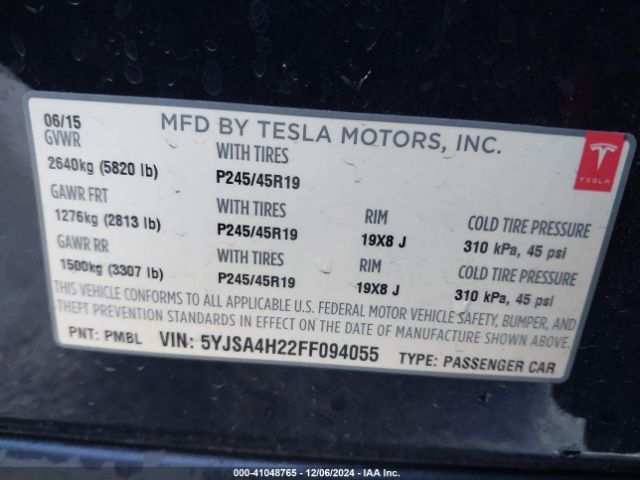 06/15 MFD BY TESLA MOTORS, INC.
GVWR WITH TIRES
2640kg (5820 lb) P245/45R19
GAWR FRT WITH TIRES RIM COLD TIRE PRESSURE
1276kg (2813 lb) P245/45R19 19X8 J 310 kPa, 45 psi
GAWR RR WITH TIRES RIM COLD TIRE PRESSURE
1500kg (3307 lb) P245/45R19 19X8 J 310 kPa, 45 psi
THIS VEHICLE CONFORMS TO ALL APPLICABLE U.S. FEDERAL MOTOR VEHICLE SAFETY, BUMPER, AND
THEFT PREVENTION STANDARDS IN EFFECT ON THE DATE OF MANUFACTURE SHOWN ABOVE.
PNT: PMBL VIN: 5YJSA4H22FF094055 TYPE: PASSENGER CAR
TESLA
00-41048765 - 12/06/2024 - IAA Inc.